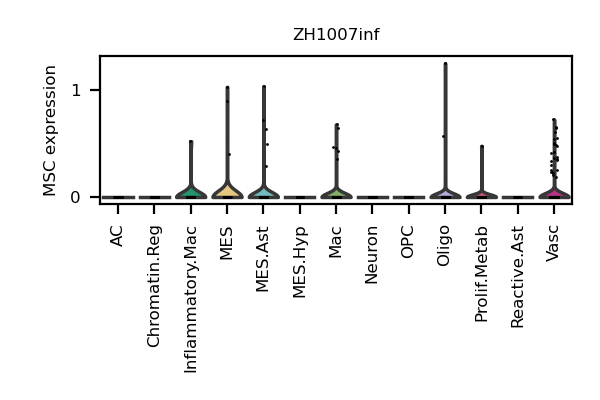 ZH1007inf
MSC expression
1
0
AC
Chromatin.Reg
Inflammatory.Mac
MES
MES.Ast
MES.Hyp
Mac
Neuron
OPC
Oligo
Prolif.Metab
Reactive.Ast
Vasc